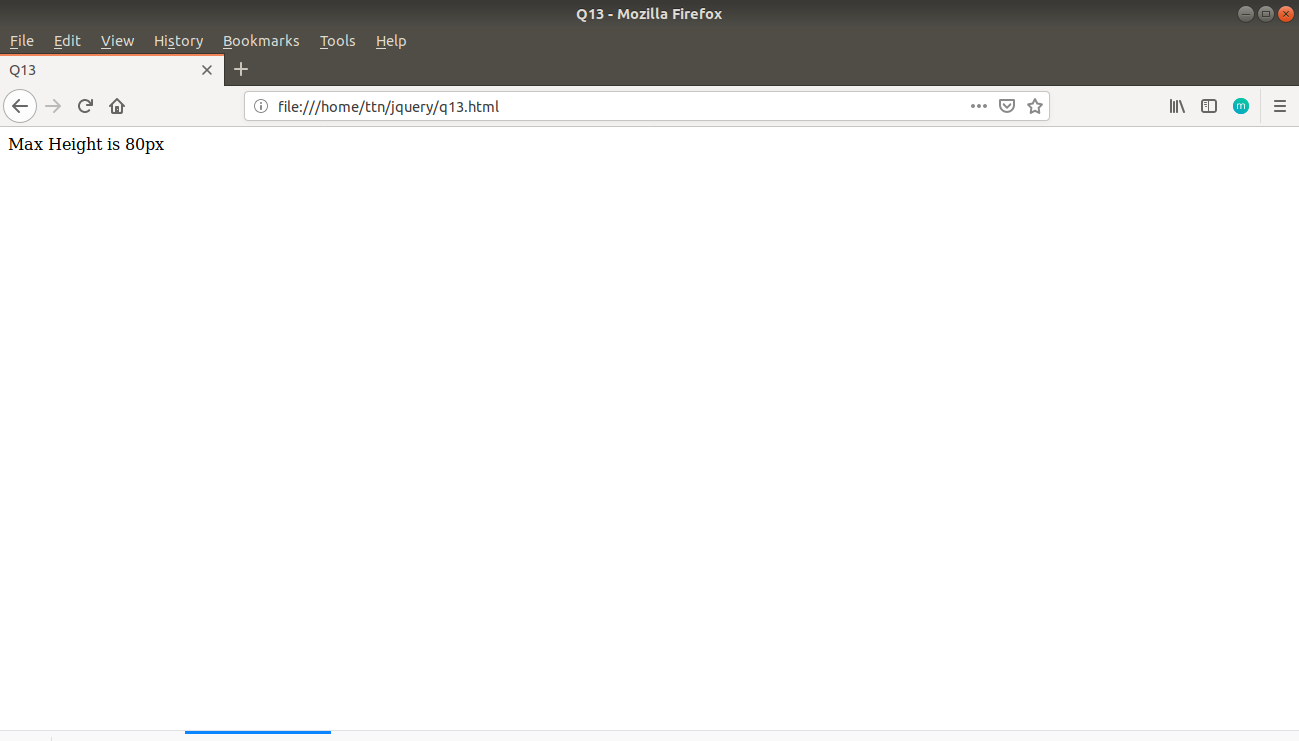 Q13 - Mozilla Firefox
File Edit View History Bookmarks Tools Help
Q13
file:///home/ttn/jquery/q13.html
m
Max Height is 80px